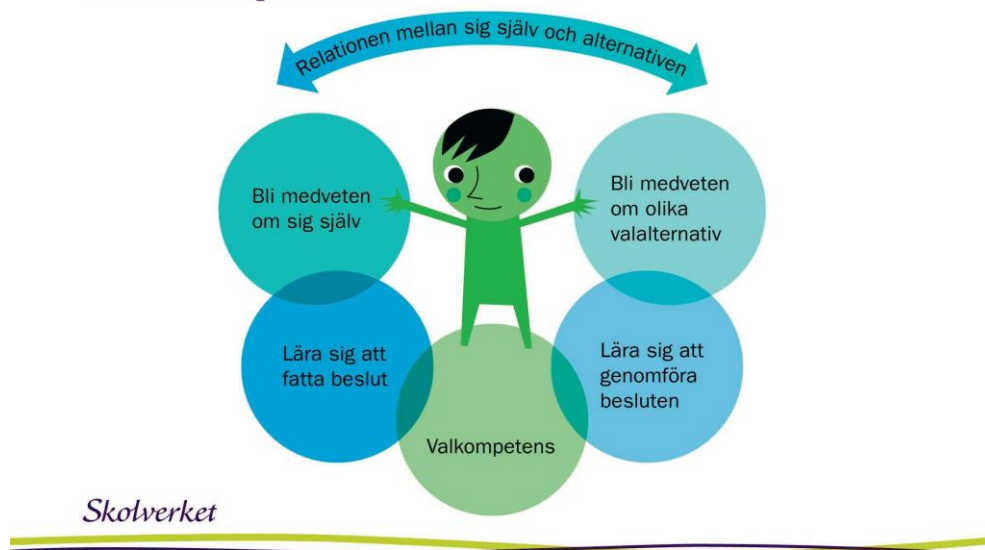 Relationen mellan sig själv och alternativen
Bli medveten
om sig själv
Bli medveten
om olika
valalternativ
Lära sig att
fatta beslut
Lära sig att
genomföra
besluten
Valkompetens
Skolverket